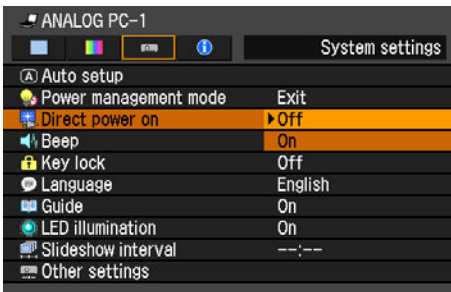 ANALOG PC-1
System settings
Auto setup
Power management mode Exit
Direct power on Off
Beep On
Key lock Off
Language English
Guide On
LED illumination On
Slideshow interval --:--
Other settings